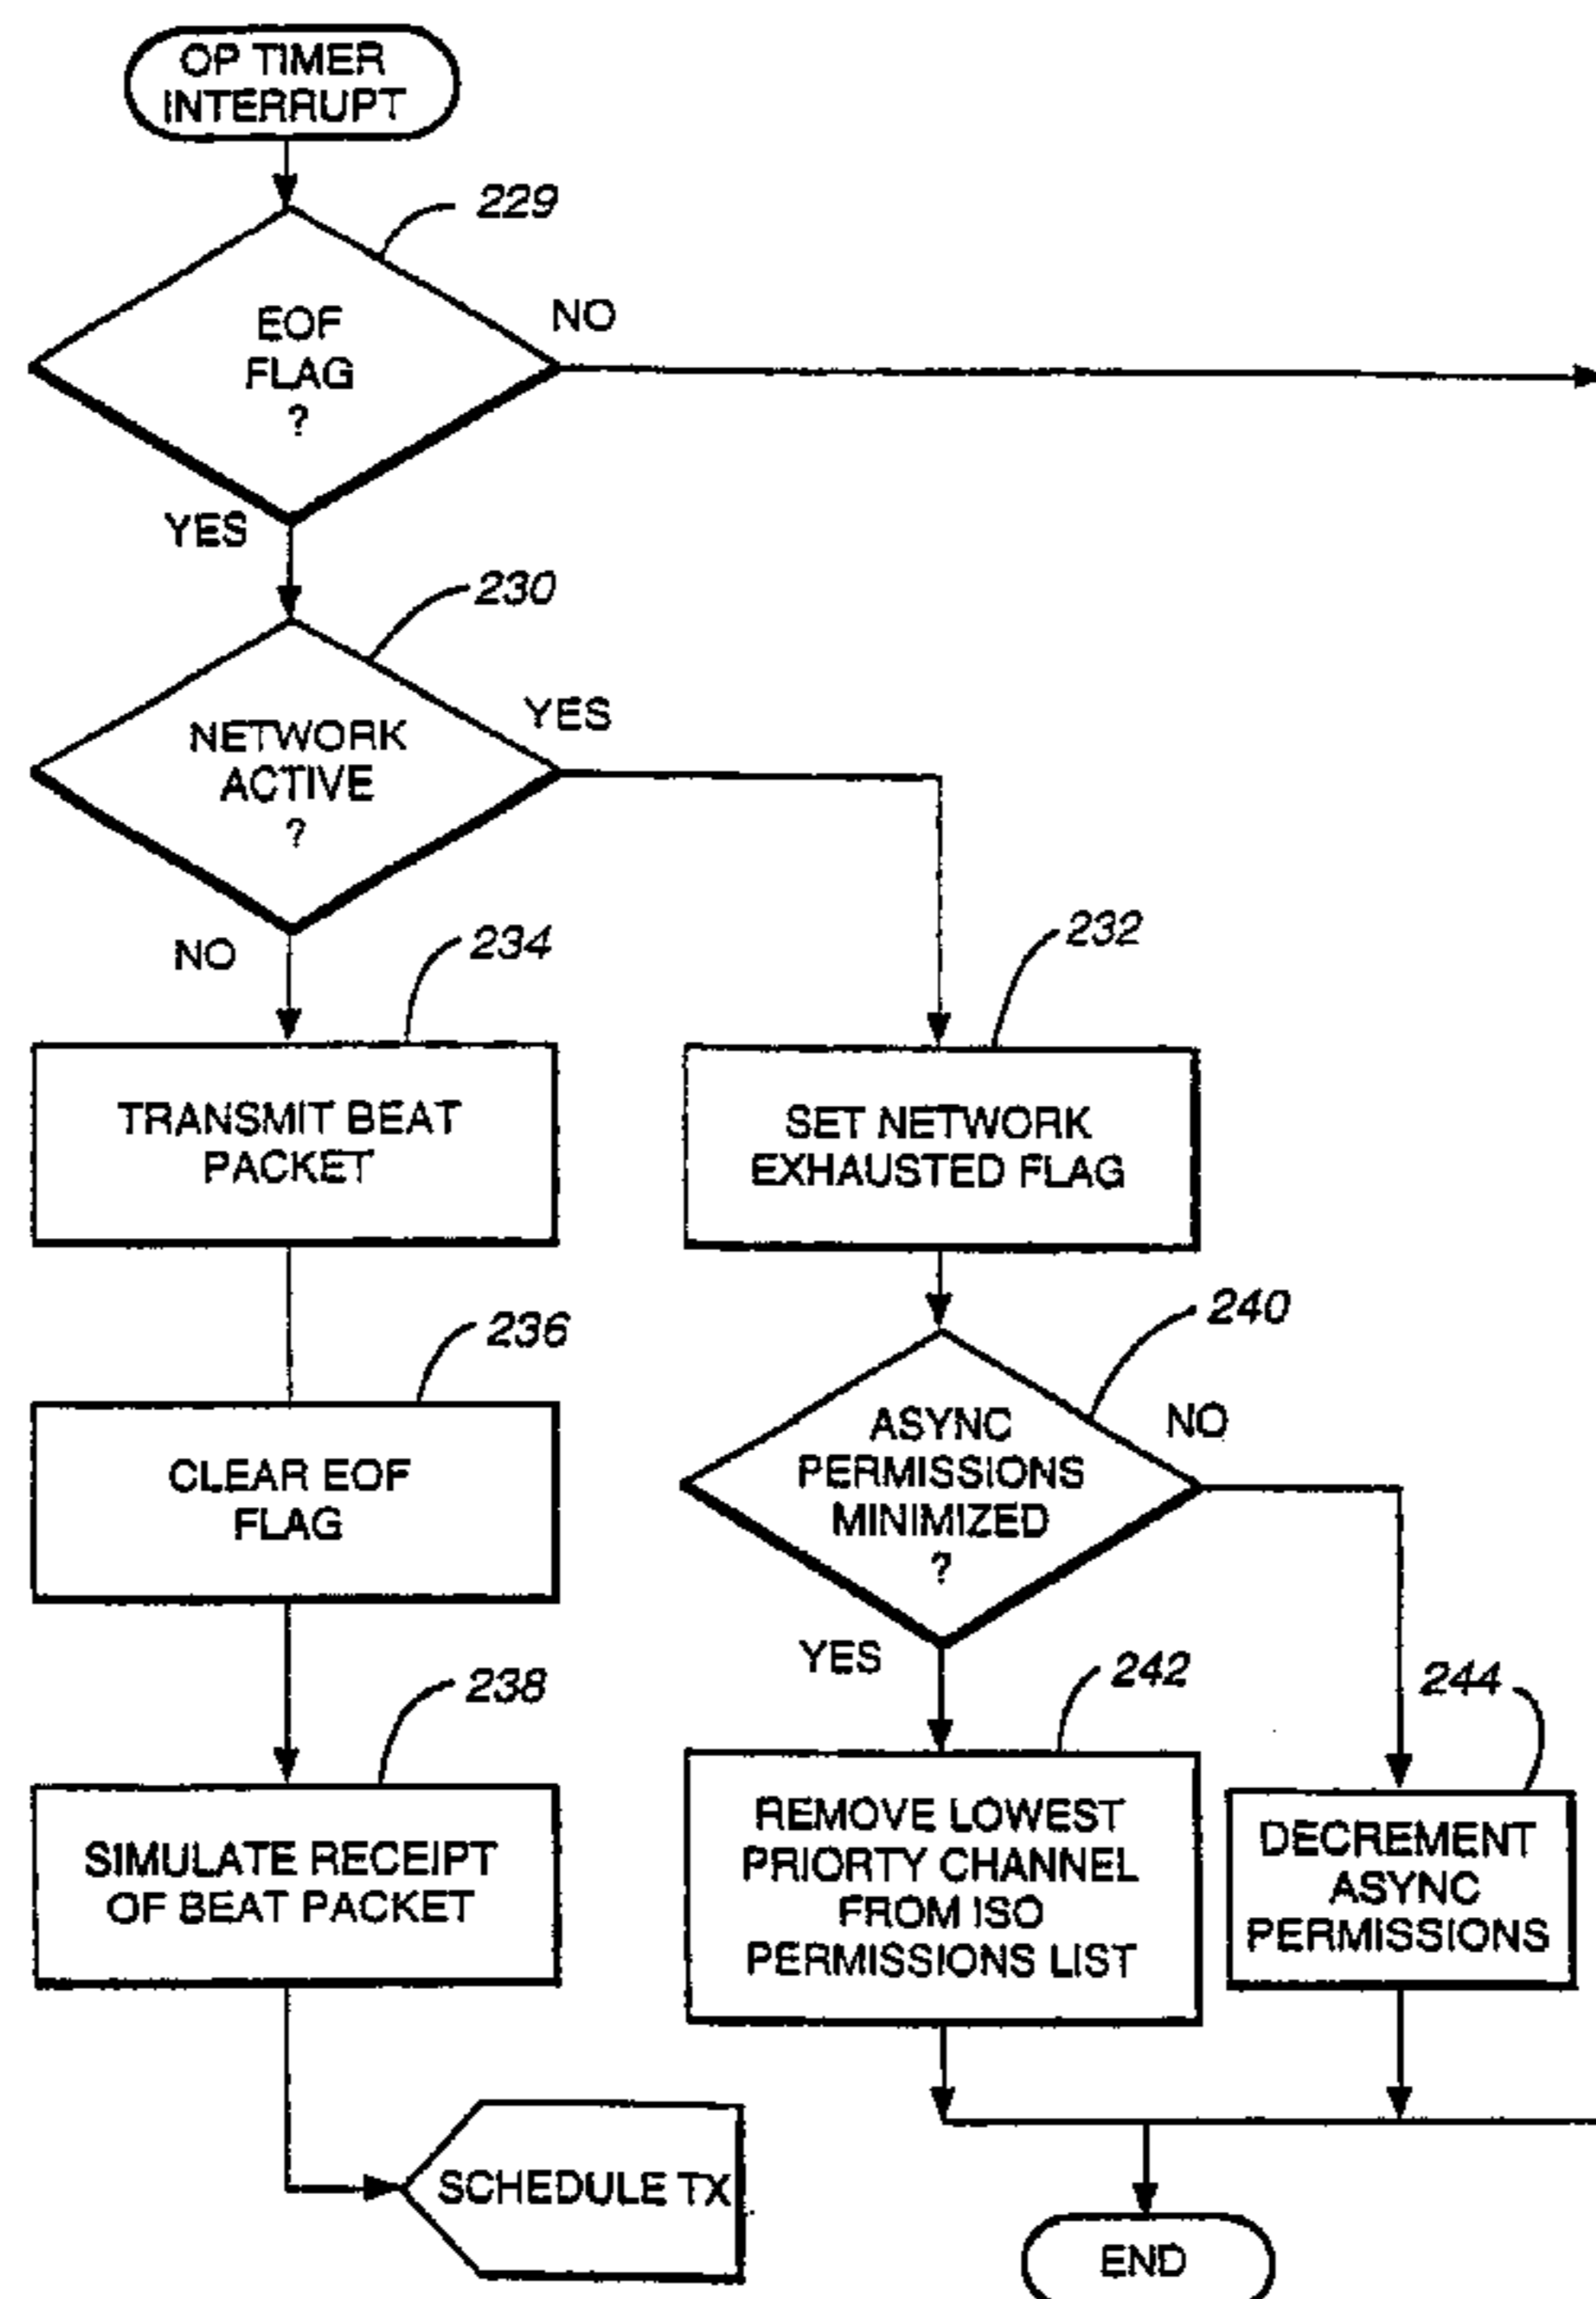 OP TIMER
INTERRUPT
229
EOF
FLAG
?
NO
YES
230
NETWORK
ACTIVE
?
YES
NO
234
TRANSMIT BEAT
PACKET
232
SET NETWORK
EXHAUSTED FLAG
236
CLEAR EOF
FLAG
240
ASYNC
PERMISSIONS
MINIMIZED
?
NO
YES
238
SIMULATE RECEIPT
OF BEAT PACKET
242
REMOVE LOWEST
PRIORTY CHANNEL
FROM ISO
PERMISSIONS LIST
244
DECREMENT
ASYNC
PERMISSIONS
SCHEDULE TX
END